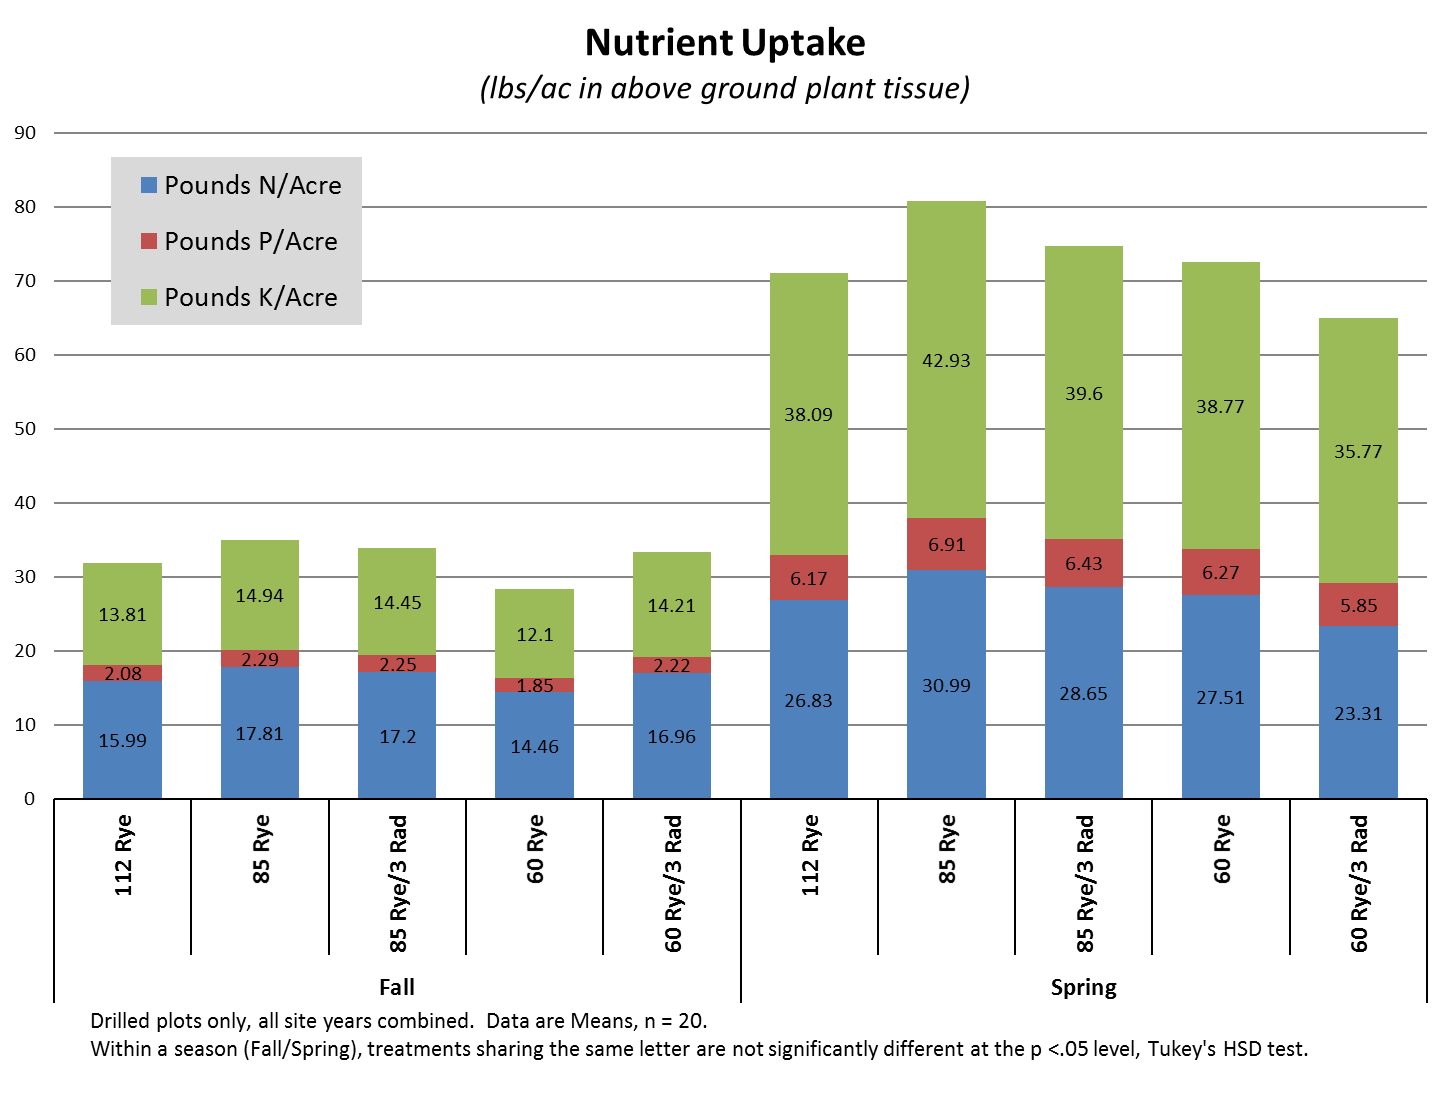 Nutrient Uptake
(lbs/ac in above ground plant tissue)
90
80
70
60
50
40
30
20
10
0
Pounds N/Acre
Pounds P/Acre
Pounds K/Acre
13.81
2.08
15.99
14.94
2.29
17.81
14.45
2.25
17.2
12.1
1.85
14.46
14.21
2.22
16.96
38.09
6.17
26.83
42.93
6.91
30.99
39.6
6.43
28.65
38.77
6.27
27.51
35.77
5.85
23.31
112 Rye
85 Rye
85 Rye/3 Rad
60 Rye
60 Rye/3 Rad
112 Rye
85 Rye
85 Rye/3 Rad
60 Rye
60 Rye/3 Rad
Fall
Spring
Drilled plots only, all site years combined.  Data are Means, n = 20.
Within a season (Fall/Spring), treatments sharing the same letter are not significantly different at the p <.05 level, Tukey's HSD test.